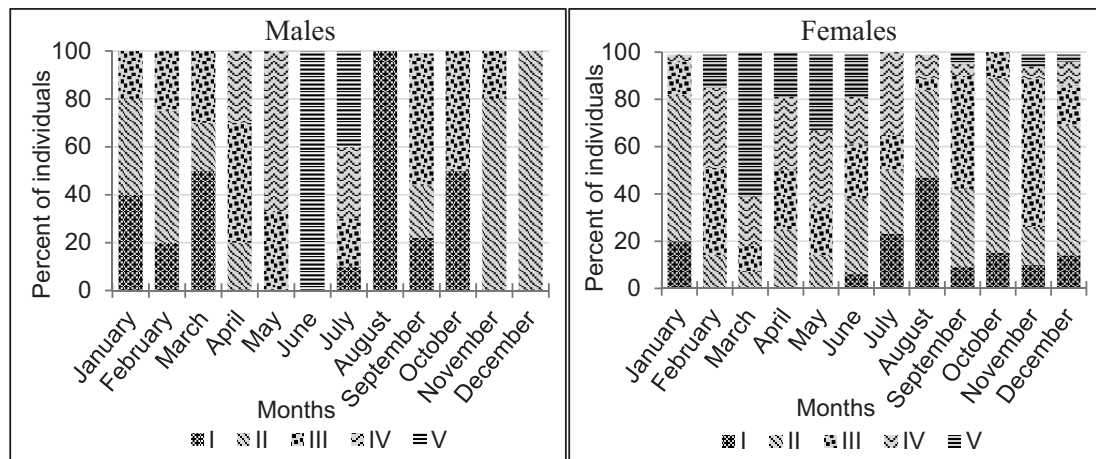 Males
Percent of individuals
100
80
60
40
20
0
January
February
March
April
May
June
July
August
September
October
November
December
Months
I II III IV V
Females
Percent of individuals
100
80
60
40
20
0
January
February
March
April
May
June
July
August
September
October
November
December
Months
I II III IV V